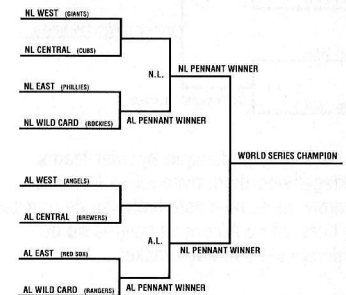 NL WEST (GIANTS)
NL CENTRAL (CUBS)
N.L.
NL PENNANT WINNER
NL EAST (PHILLIES)
NL WILD CARD (ROCKIES)
AL PENNANT WINNER
WORLD SERIES CHAMPION
AL WEST (ANGELS)
AL CENTRAL (BREWERS)
A.L.
NL PENNANT WINNER
AL EAST (RED SOX)
AL WILD CARD (RANGERS)
AL PENNANT WINNER